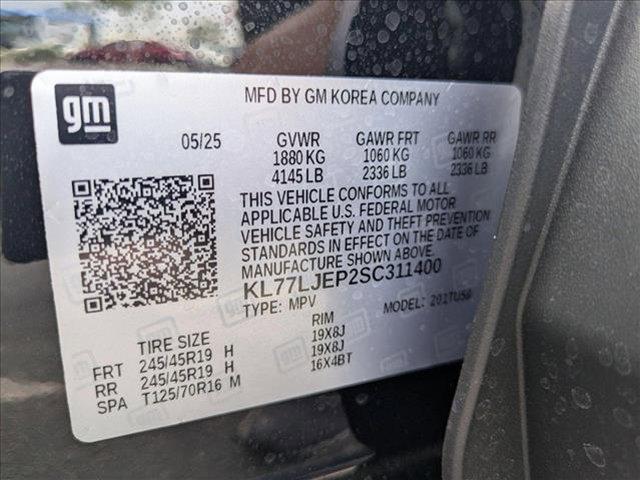 gm
MFD BY GM KOREA COMPANY
05/25 GVWR GAWR FRT GAWR RR
1880 KG 1060 KG 1060 KG
4145 LB 2336 LB 2336 LB
THIS VEHICLE CONFORMS TO ALL
APPLICABLE U.S. FEDERAL MOTOR
VEHICLE SAFETY AND THEFT PREVENTION
STANDARDS IN EFFECT ON THE DATE OF
MANUFACTURE SHOWN ABOVE.
KL77LJEP2SC311400
TYPE: MPV MODEL: 201TU58
TIRE SIZE RIM
FRT 245/45R19 H 19X8J
RR 245/45R19 H 19X8J
SPA T125/70R16 M 16X4BT